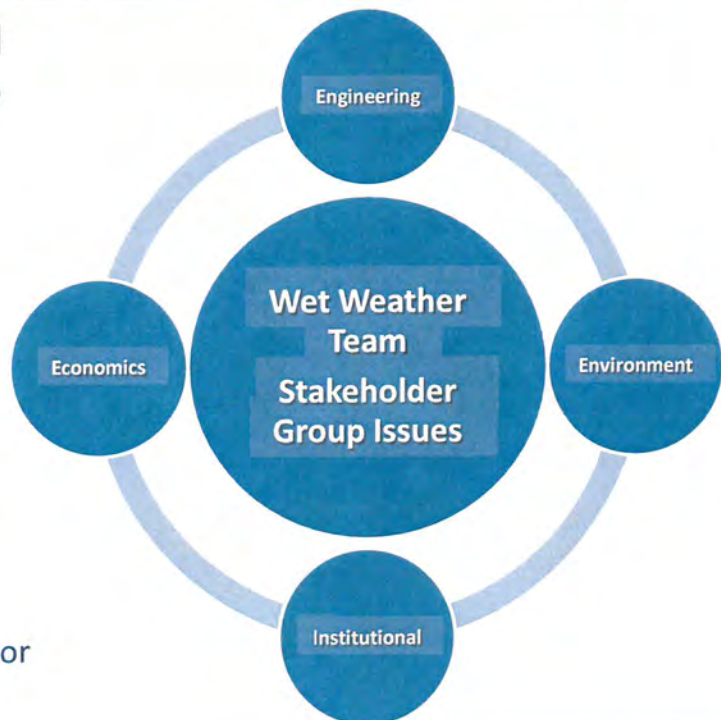 Engineering
Wet Weather
Team
Stakeholder
Group Issues
Economics
Environment
Institutional
or